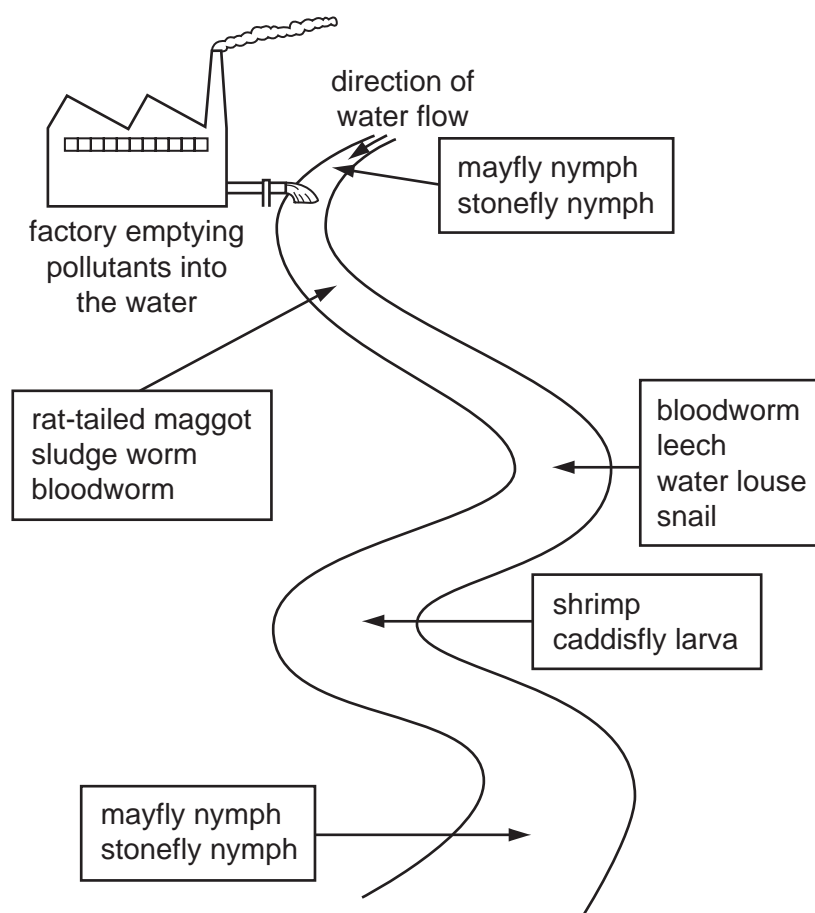 direction of
water flow
mayfly nymph
stonefly nymph
factory emptying
pollutants into
the water
rat-tailed maggot
sludge worm
bloodworm
bloodworm
leech
water louse
snail
shrimp
caddisfly larva
mayfly nymph
stonefly nymph